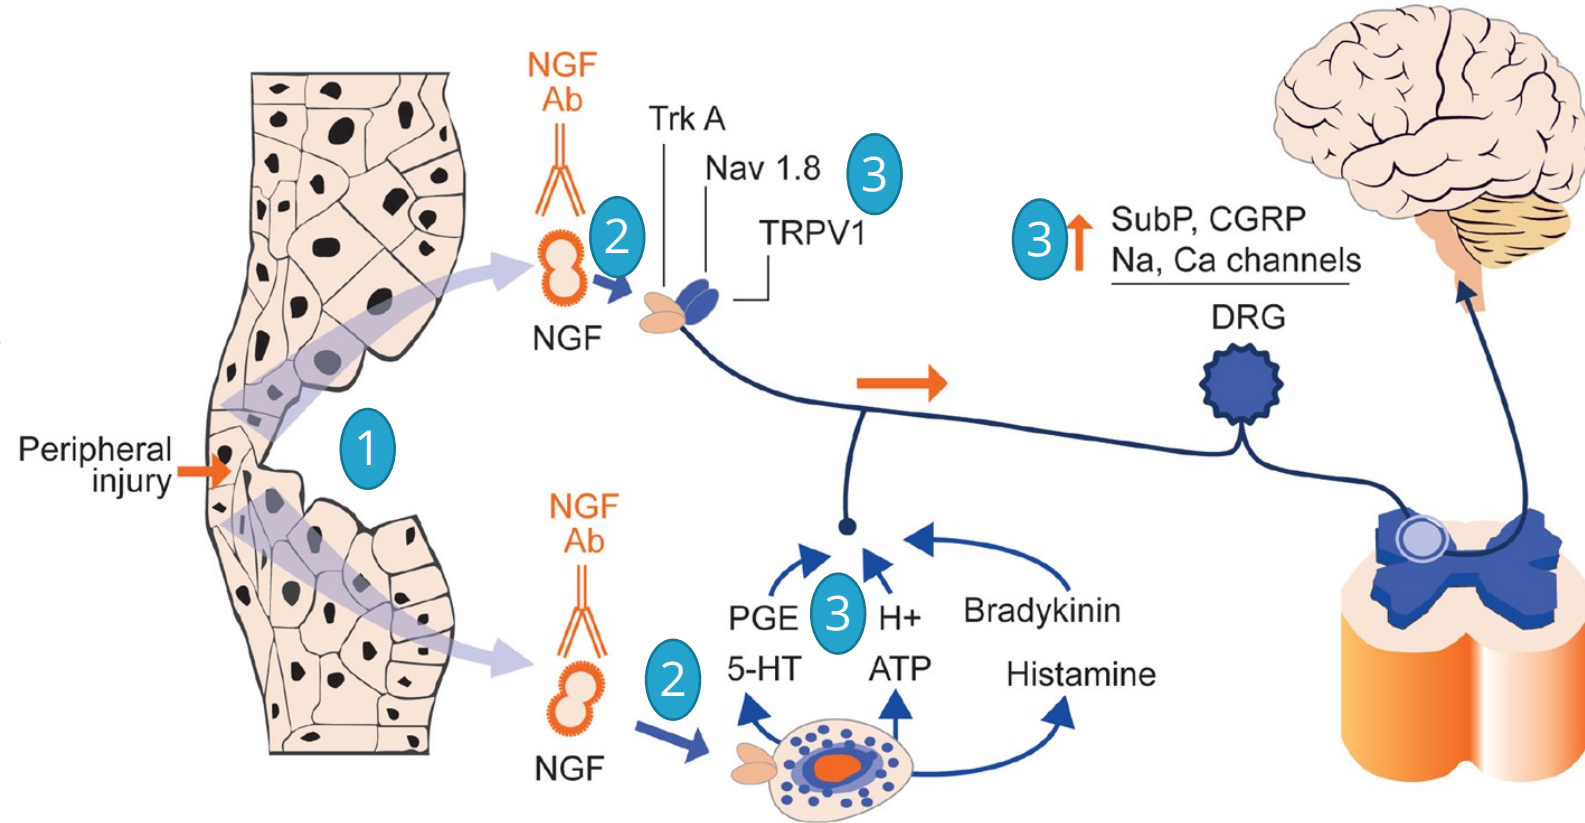 NGF
Ab
Trk A
Nav 1.8
3
TRPV1
2
NGF
3
SubP, CGRP
Na, Ca channels
DRG
1
Peripheral
injury
NGF
Ab
2
NGF
PGE
3
H+
Bradykinin
5-HT
ATP
Histamine